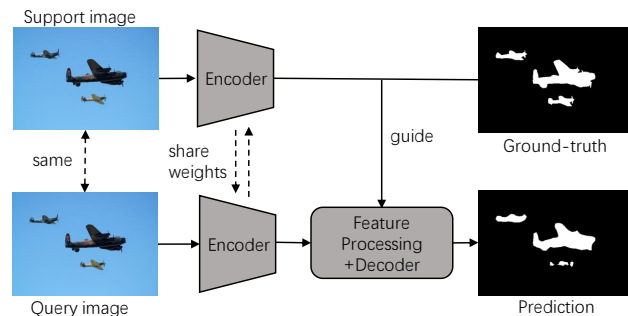 Support image
Encoder
Ground-truth
same
share
weights
guide
Encoder
Feature
Processing
+Decoder
Query image
Prediction